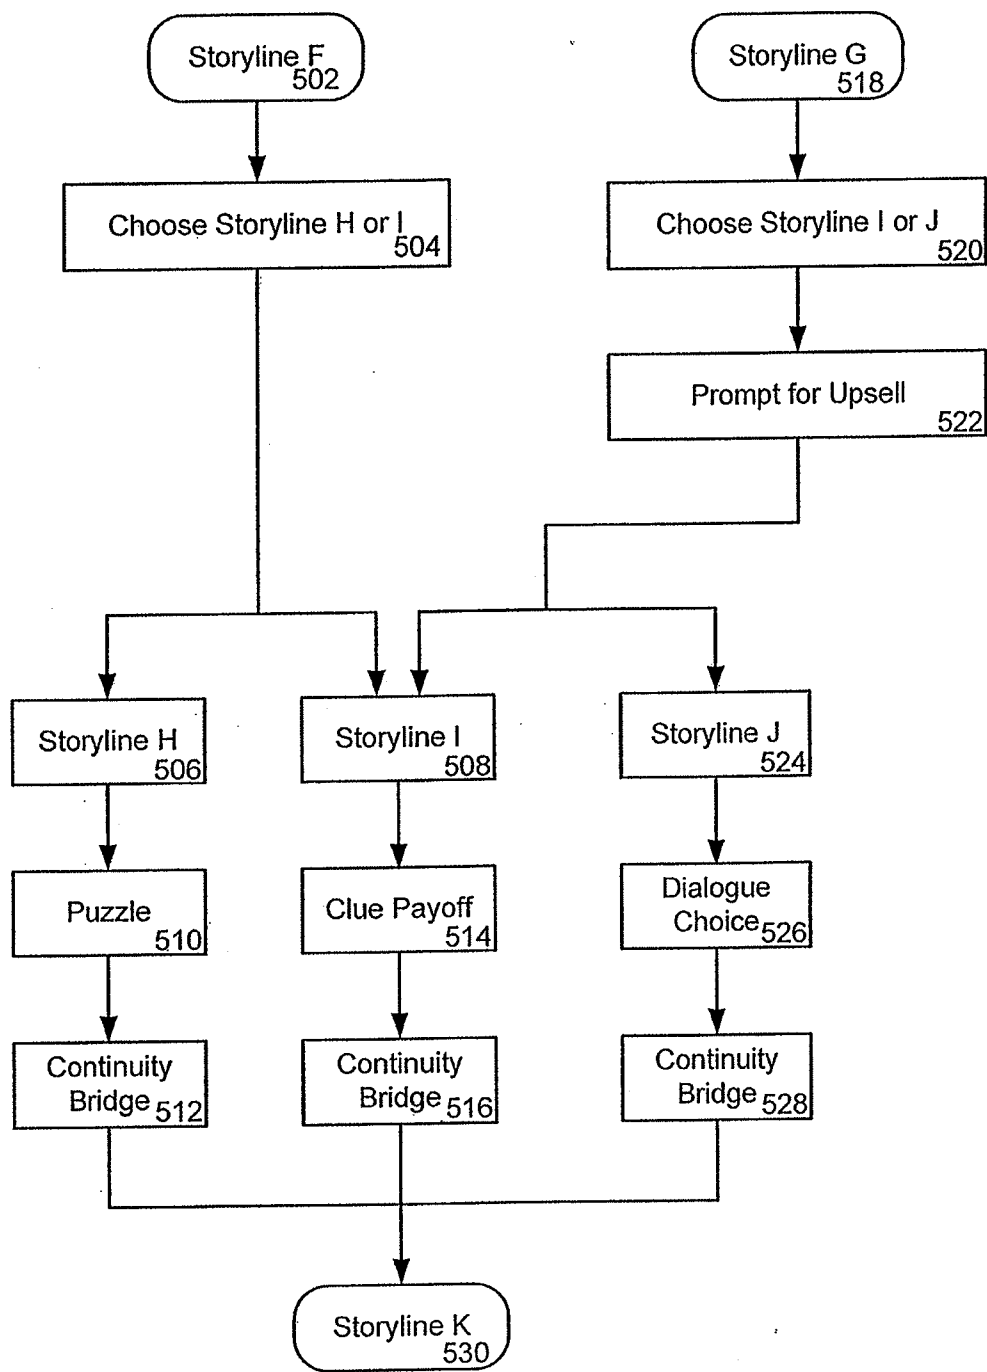 Storyline F
502
Storyline G
518
Choose Storyline H or I
504
Choose Storyline I or J
520
Prompt for Upsell
522
Storyline H
506
Storyline I
508
Storyline J
524
Puzzle
510
Clue Payoff
514
Dialogue
Choice 526
Continuity
Bridge 512
Continuity
Bridge 516
Continuity
Bridge 528
Storyline K
530